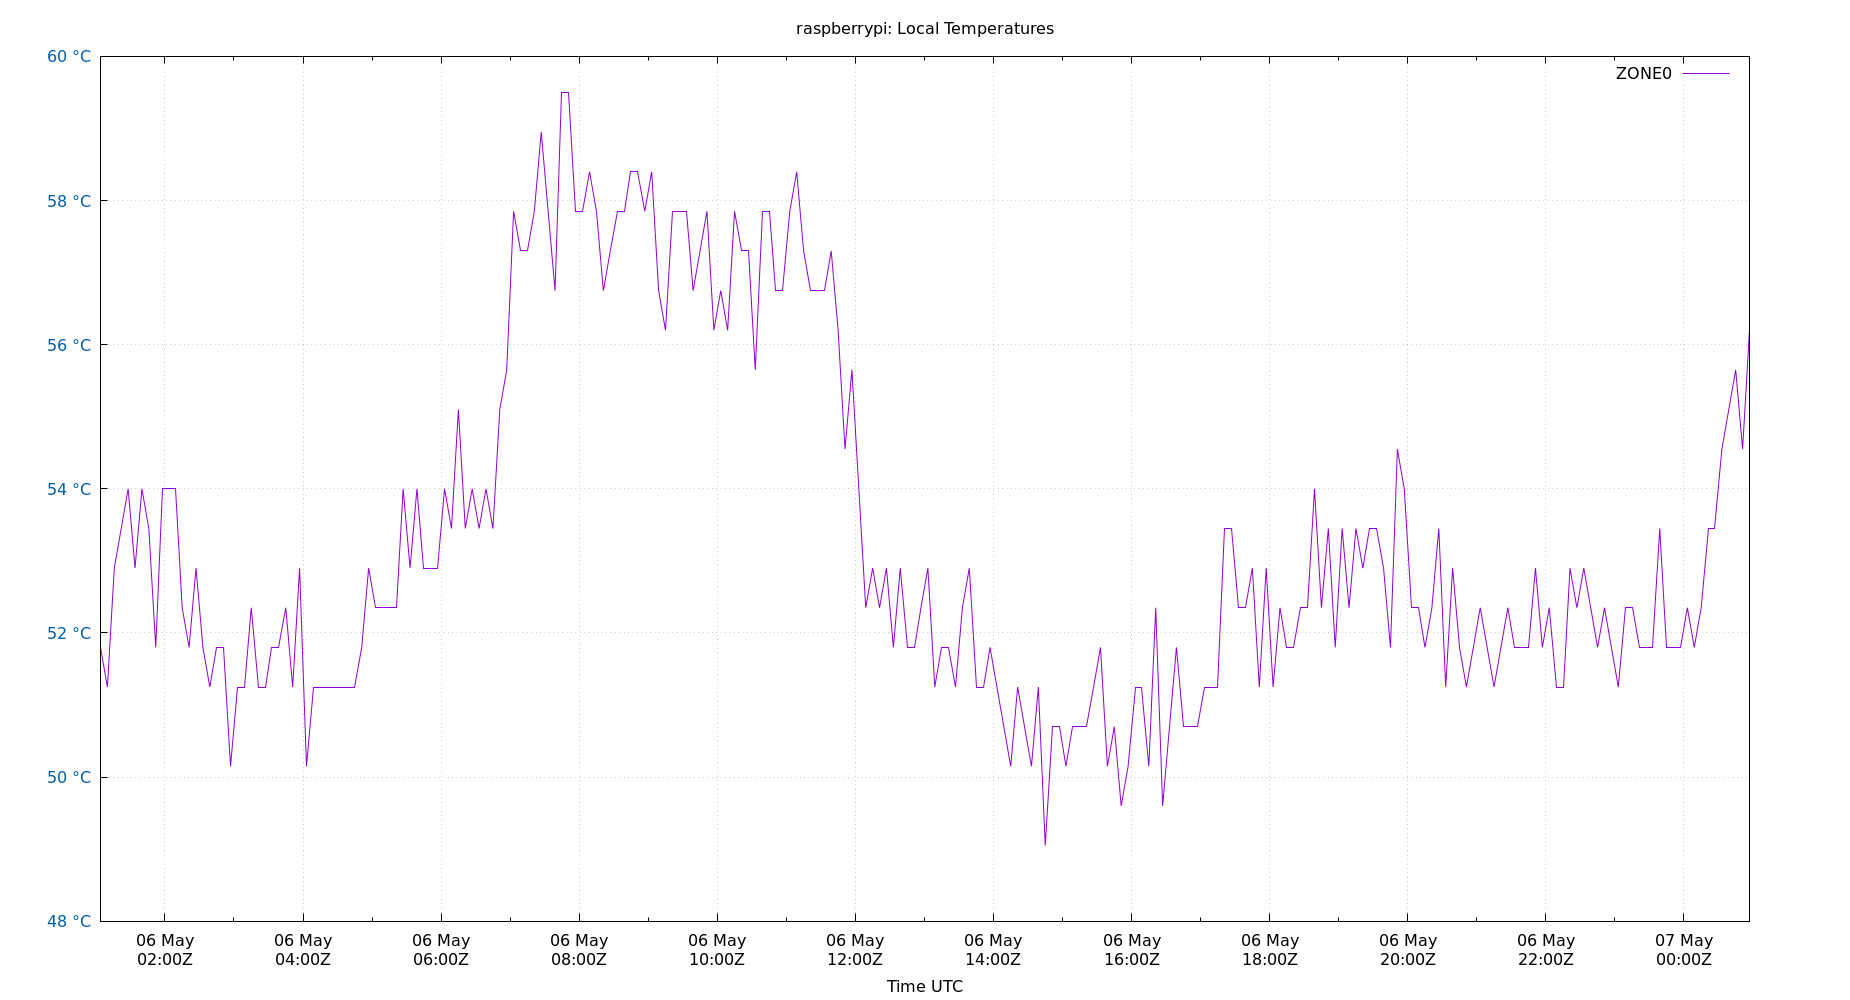 raspberrypi: Local Temperatures
60 °C
ZONE0
58 °C
56 °C
54 °C
52 °C
50 °C
48 °C
06 May 06 May 06 May 06 May 06 May 06 May 06 May 06 May 06 May 06 May 06 May 07 May
02:00Z 04:00Z 06:00Z 08:00Z 10:00Z 12:00Z 14:00Z 16:00Z 18:00Z 20:00Z 22:00Z 00:00Z
Time UTC